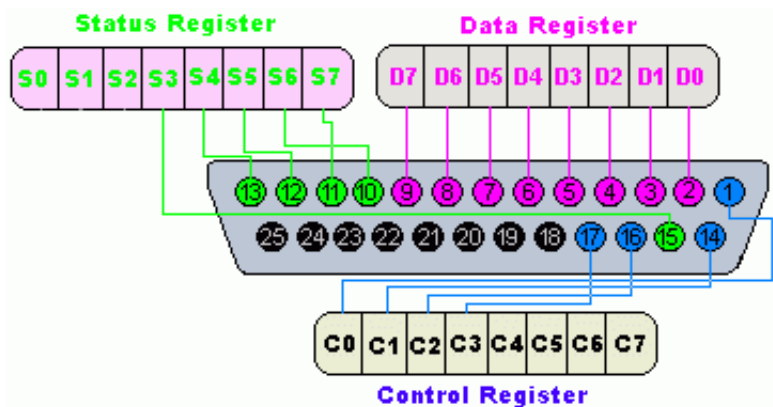 Status Register
Data Register
S0 S1 S2 S3 S4 S5 S6 S7
D7 D6 D5 D4 D3 D2 D1 D0
13 12 11 10 9 8 7 6 5 4 3 2 1
25 24 23 22 21 20 19 18 17 16 15 14
C0 C1 C2 C3 C4 C5 C6 C7
Control Register